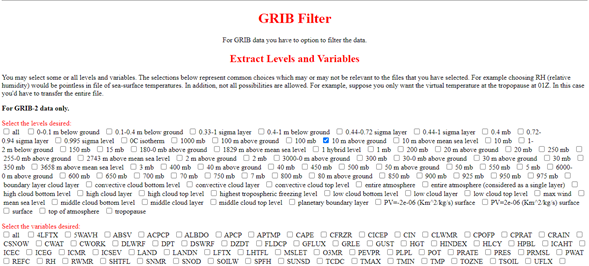 GRIB Filter
For GRIB data you have to option to filter the data.
Extract Levels and Variables
You may select some or all levels and variables. The selections below represent common choices which may or may not be relevant to the files that you have selected. For example choosing RH (relative
humidity) would be pointless in file of sea-surface temperatures. In addition, not all possibilities are allowed. For example, suppose you only want the virtual temperature at the tropopause at 01Z. In this case
you'd have to transfer the entire file.
For GRIB-2 data only.
Select the levels desired:
all 0-0.1 m below ground 0.1-0.4 m below ground 0.33-1 sigma layer 0.4-1 m below ground 0.44-0.72 sigma layer 0.44-1 sigma layer 0.4 mb 0.72-
0.94 sigma layer 0.995 sigma level 0C isotherm 1000 mb 100 m above ground 100 mb 10 m above ground 10 m above mean sea level 10 mb 1-
2 m below ground 150 mb 15 mb 180-0 mb above ground 1829 m above mean sea level 1 hybrid level 1 mb 200 mb 20 m above ground 20 mb 250 mb
255-0 mb above ground 2743 m above mean sea level 2 m above ground 2 mb 3000-0 m above ground 300 mb 30-0 mb above ground 30 m above ground 30 mb
350 mb 3658 m above mean sea level 3 mb 400 mb 40 m above ground 40 mb 450 mb 500 mb 50 m above ground 50 mb 550 mb 5 mb 6000-
0 m above ground 600 mb 650 mb 700 mb 70 mb 750 mb 7 mb 800 mb 80 m above ground 850 mb 900 mb 925 mb 950 mb 975 mb
boundary layer cloud layer convective cloud bottom level convective cloud layer convective cloud top level entire atmosphere entire atmosphere (considered as a single layer)
high cloud bottom level high cloud layer high cloud top level highest tropospheric freezing level low cloud bottom level low cloud layer low cloud top level max wind
mean sea level middle cloud bottom level middle cloud layer middle cloud top level planetary boundary layer PV=-2e-06 (Km^2/kg/s) surface PV=2e-06 (Km^2/kg/s) surface
surface top of atmosphere tropopause
Select the variables desired:
all 4LFTX 5WAVH ABSV ACPCP ALBDO APCP APTMP CAPE CFRZR CICEP CIN CLWMR CPOFP CPRAT CRAIN
CSNOW CWAT CWORK DLWRF DPT DSWRF DZDT FLDCP GFLUX GRLE GUST HGT HINDEX HLCY HPBL ICAHT
ICEC ICEG ICMR ICSEV LAND LANDN LFTX LHTFL MSLET O3MR PEVPR PLPL POT PRATE PRES PRMSL PWAT
REFC RH RWMR SHTFL SNMR SNOD SOILW SPFH SUNSD TCDC TMAX TMIN TMP TOZNE TSOIL UFLX